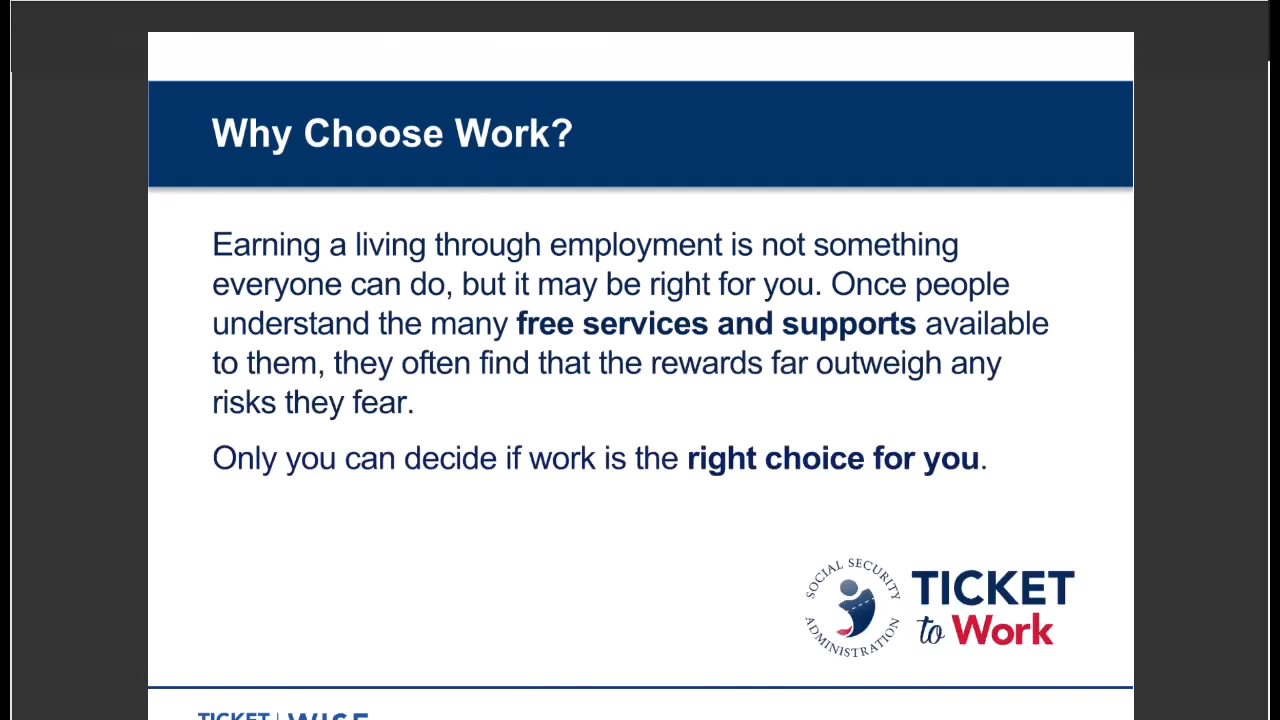 Why Choose Work?
Earning a living through employment is not something
everyone can do, but it may be right for you. Once people
understand the many free services and supports available
to them, they often find that the rewards far outweigh any
risks they fear.
Only you can decide if work is the right choice for you.
SOCIAL SECURITY
ADMINISTRATION
TICKET
to Work
TICKET | WISE